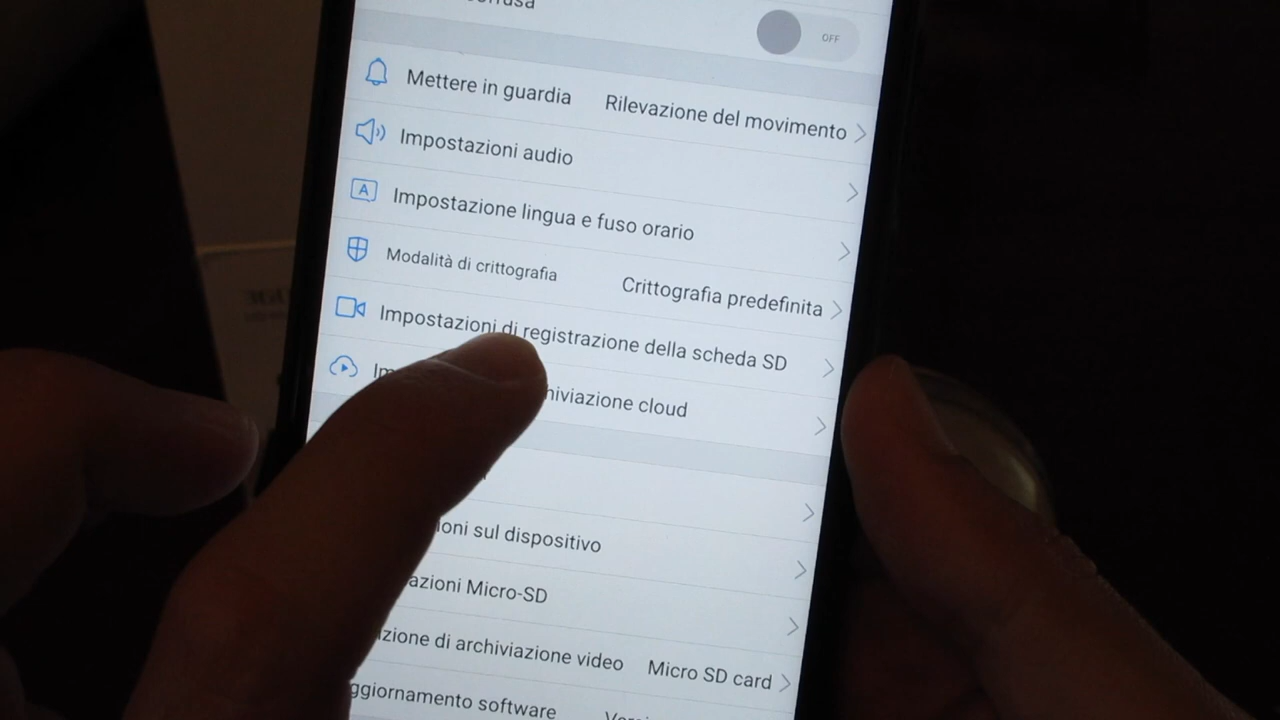 OFF
Mettere in guardia Rilevazione del movimento
Impostazioni audio
A Impostazione lingua e fuso orario
Modalità di crittografia Crittografia predefinita
Impostazioni di registrazione della scheda SD
cloud
sul dispositivo
Micro-SD
di archiviazione video Micro SD card
software